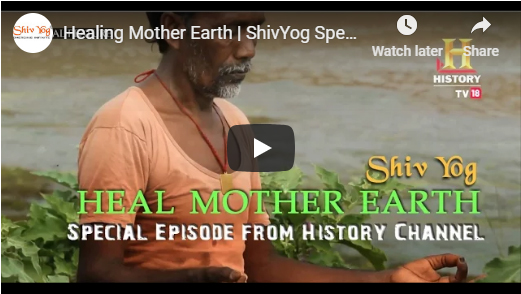 Shiv Yog
Healing Mother Earth | ShivYog Spe...
Watch later
Share
H
HISTORY
TV18
Shiv Yog
HEAL MOTHER EARTH
SPECIAL EPISODE FROM HISTORY CHANNEL